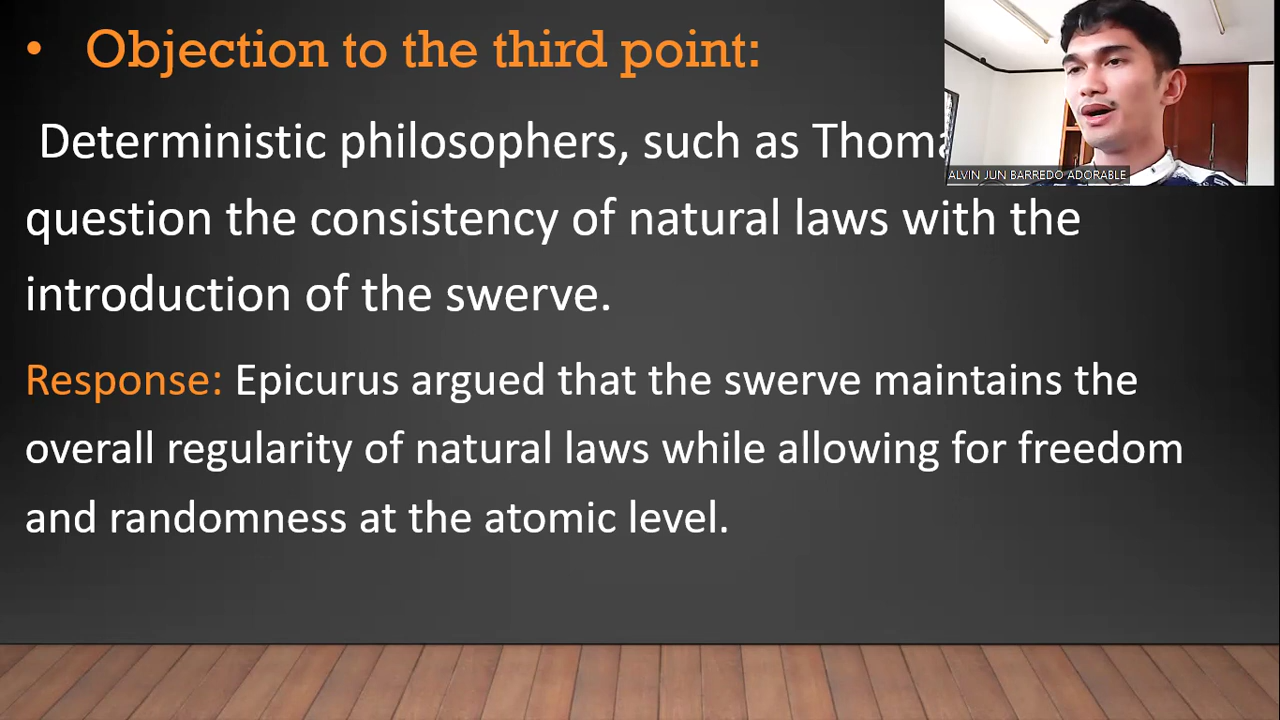 • Objection to the third point:
Deterministic philosophers, such as
question the consistency of natural laws with the
introduction of the swerve.
Response: Epicurus argued that the swerve maintains the
overall regularity of natural laws while allowing for freedom
and randomness at the atomic level.
ALVIN JUN BARREDO ADORABLE